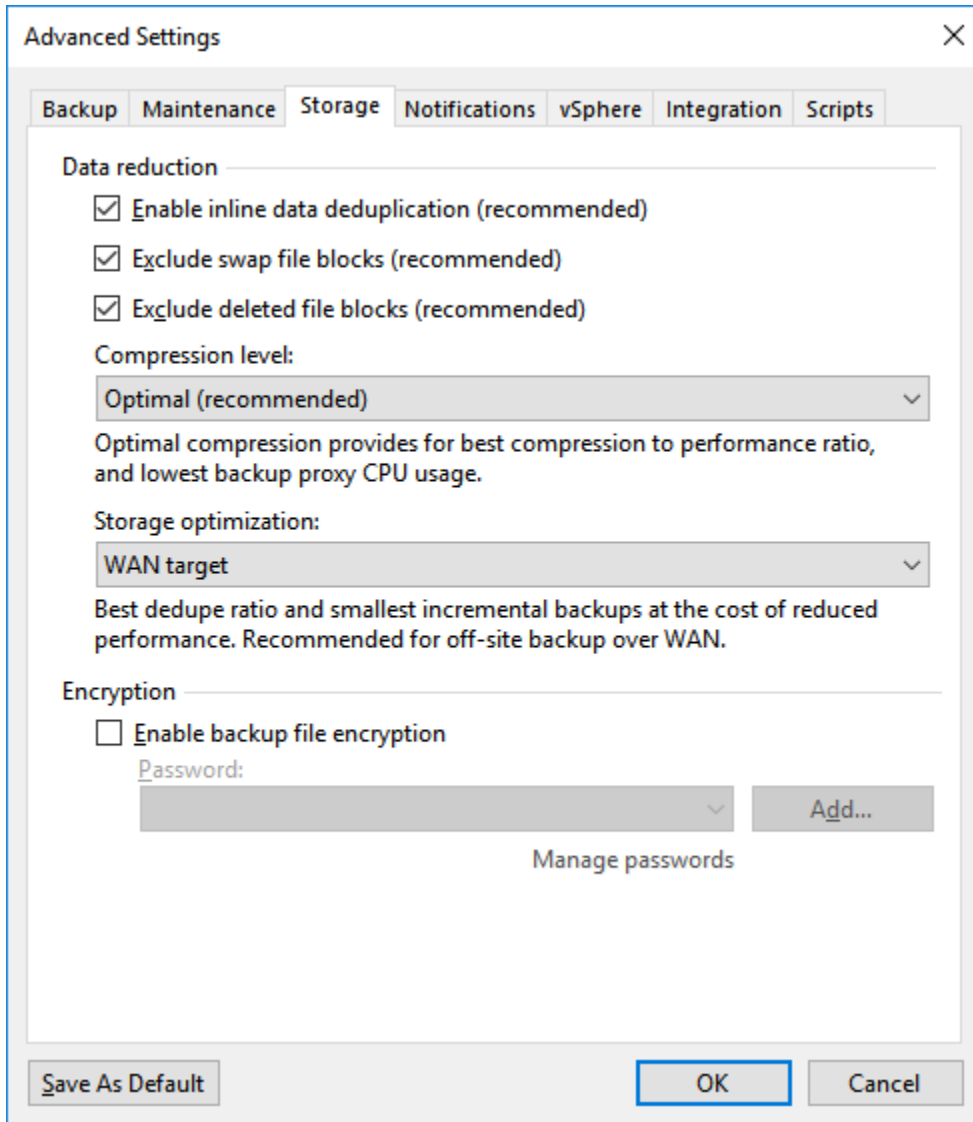 Advanced Settings
Backup Maintenance Storage Notifications vSphere Integration Scripts
Data reduction
Enable inline data deduplication (recommended)
Exclude swap file blocks (recommended)
Exclude deleted file blocks (recommended)
Compression level:
Optimal (recommended)
Optimal compression provides for best compression to performance ratio,
and lowest backup proxy CPU usage.
Storage optimization:
WAN target
Best dedupe ratio and smallest incremental backups at the cost of reduced
performance. Recommended for off-site backup over WAN.
Encryption
Enable backup file encryption
Password:
Add...
Manage passwords
Save As Default OK Cancel